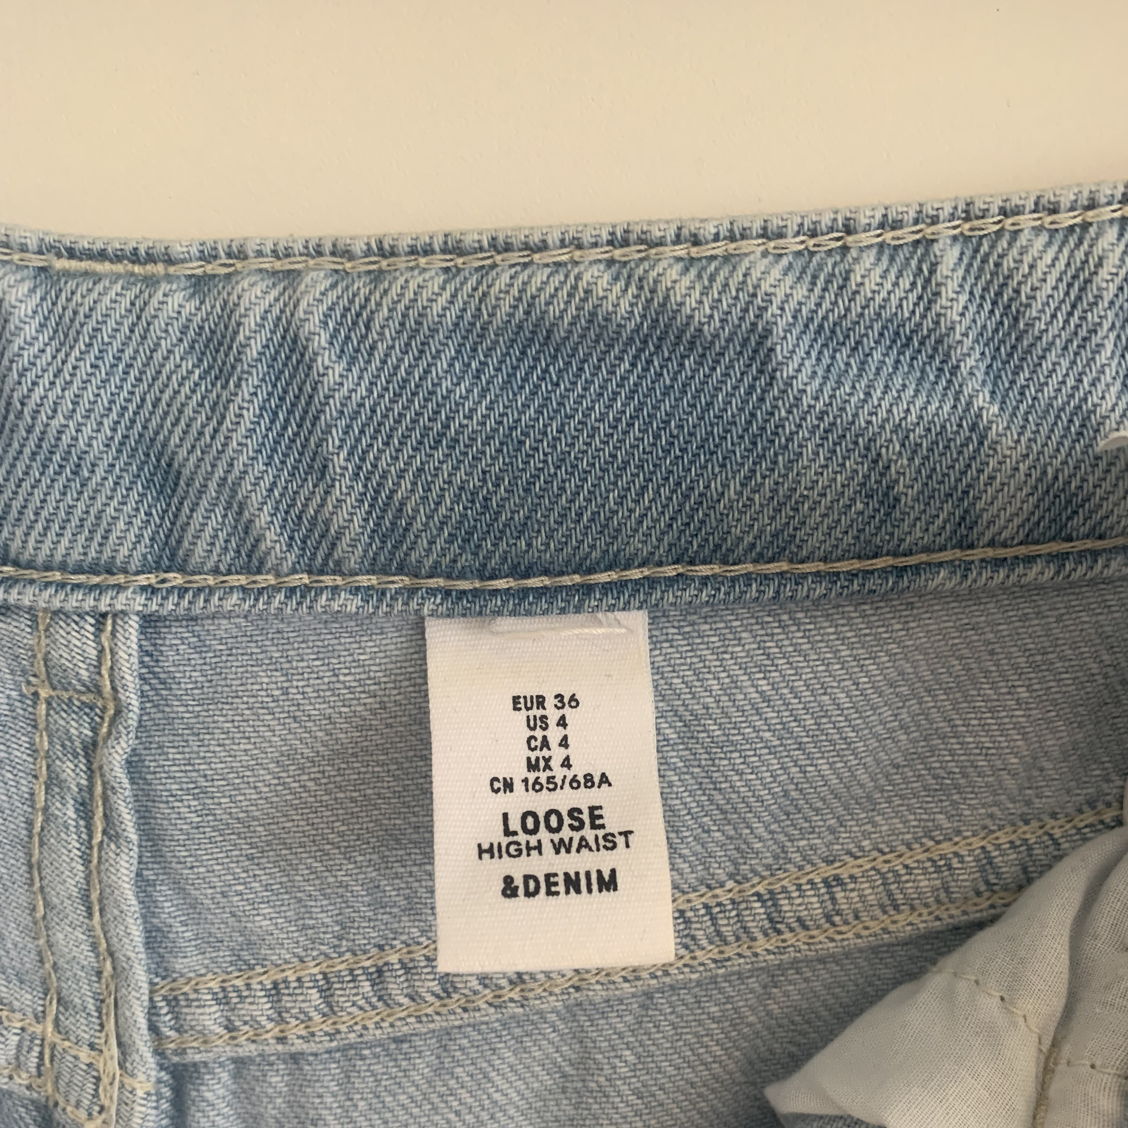 EUR 36
US 4
CA 4
MX 4
CN 165/68A
LOOSE
HIGH WAIST
&DENIM